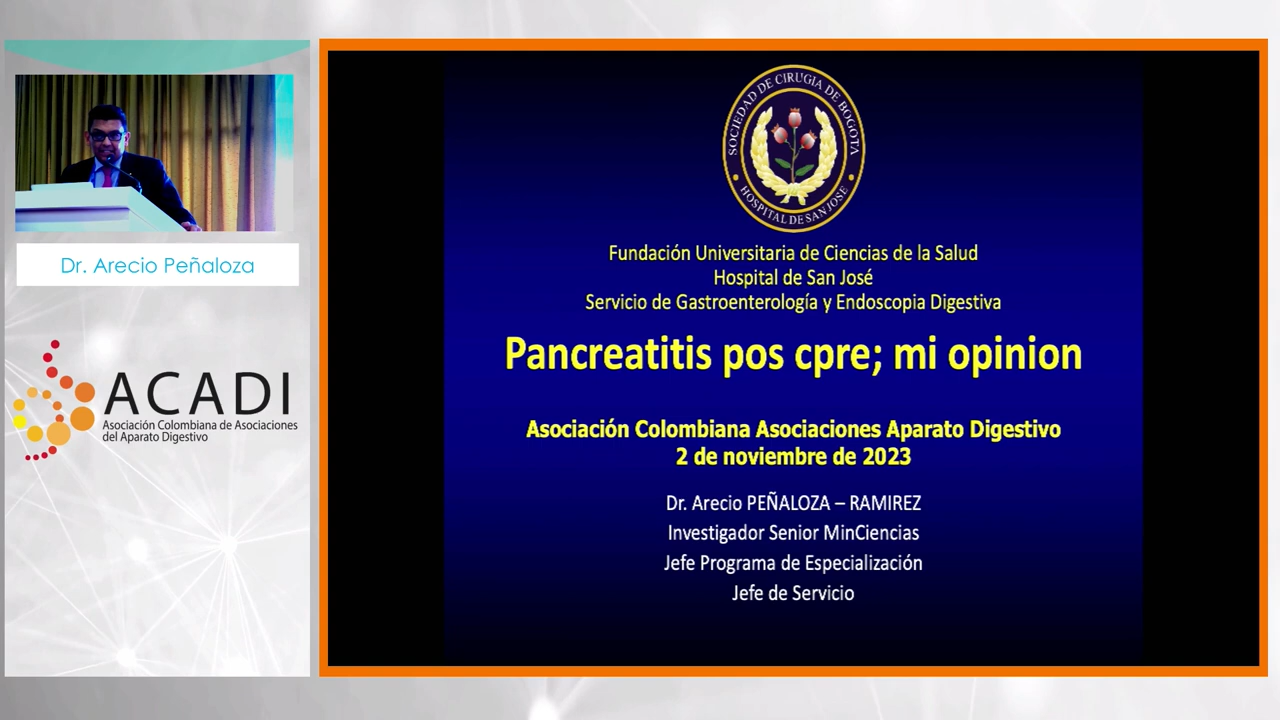 Dr. Arecio Peñaloza
ACADI
Asociación Colombiana de Asociaciones
del Aparato Digestivo
SOCIEDAD DE CIRUGIA DE BOGOTA
HOSPITAL DE SAN JOSE
Fundación Universitaria de Ciencias de la Salud
Hospital de San José
Servicio de Gastroenterología y Endoscopia Digestiva
Pancreatitis pos cpre; mi opinion
Asociación Colombiana Asociaciones Aparato Digestivo
2 de noviembre de 2023
Dr. Arecio PEÑALOZA – RAMIREZ
Investigador Senior MinCiencias
Jefe Programa de Especialización
Jefe de Servicio